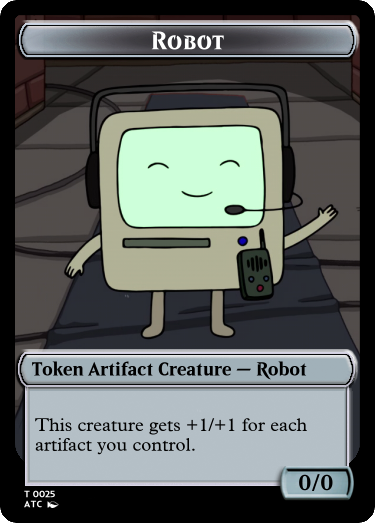 Robot
Token Artifact Creature — Robot
This creature gets +1/+1 for each
artifact you control.
0/0
T 0025
ATC